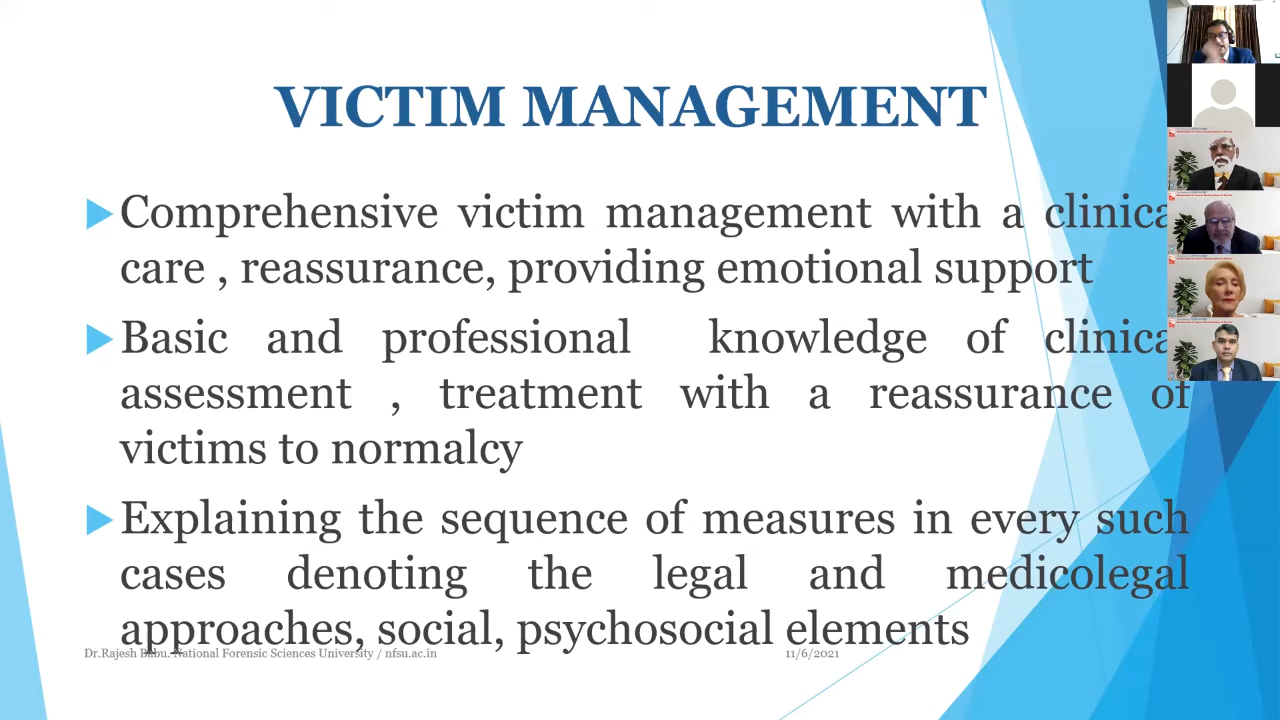 VICTIM MANAGEMENT
Comprehensive victim management with a clinica
care , reassurance, providing emotional support
Basic and professional knowledge of clinica
assessment , treatment with a reassurance of
victims to normalcy
Explaining the sequence of measures in every such
cases denoting the legal and medicolegal
approaches, social, psychosocial elements
Dr.Rajesh Babu. National Forensic Sciences University / nfsu.ac.in
11/6/2021